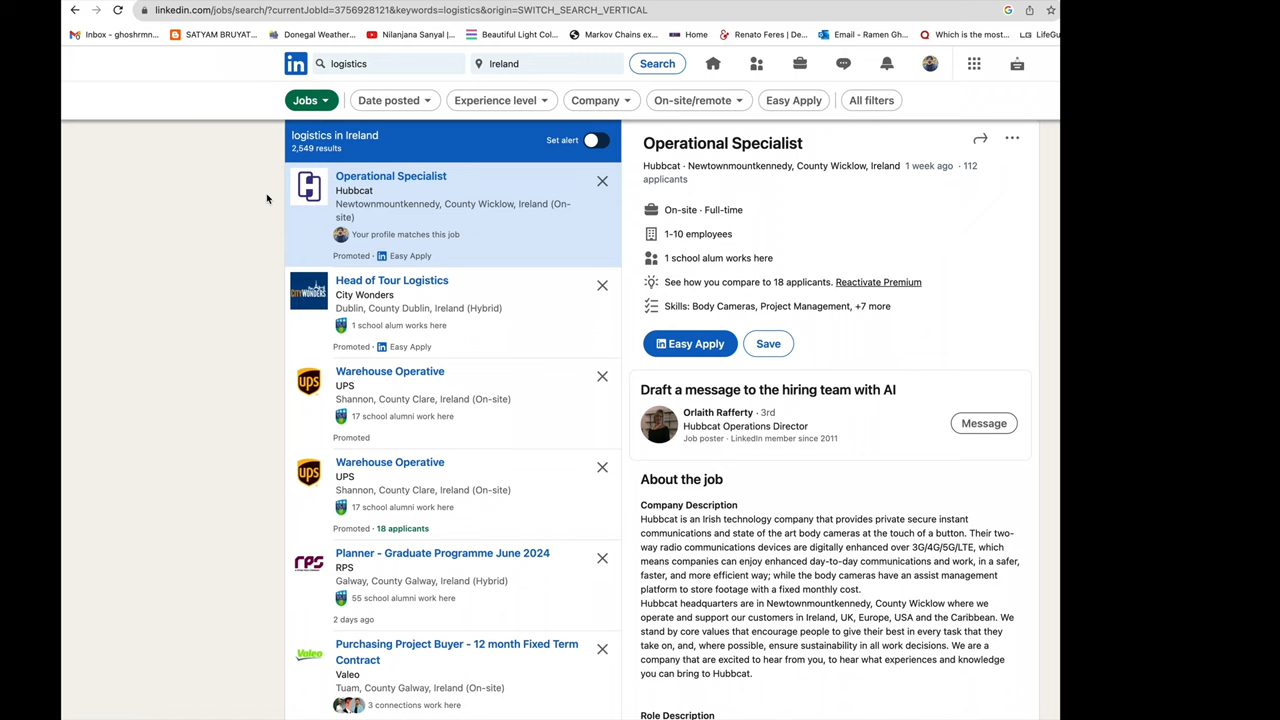 linkedin.com/jobs/search/?currentJobId=3756928121&keywords=logistics&origin=SWITCH_SEARCH_VERTICAL
Inbox - ghoshrmn... SATYAM BRUYAT... Donegal Weather... Nilanjana Sanyal |... Beautiful Light Col... Markov Chains ex... Home Renato Feres | De... Email - Ramen Gh... Which is the most... LG LifeGu
in logistics Ireland Search
Jobs Date posted Experience level Company On-site/remote Easy Apply All filters
logistics in Ireland
2,549 results
Set alert
Operational Specialist
Hubbcat
Newtownmountkennedy, County Wicklow, Ireland (On-
site)
Your profile matches this job
Promoted · in Easy Apply
Head of Tour Logistics
CITYWONDERS
City Wonders
Dublin, County Dublin, Ireland (Hybrid)
1 school alum works here
Promoted · in Easy Apply
Warehouse Operative
ups
UPS
Shannon, County Clare, Ireland (On-site)
17 school alumni work here
Promoted
Warehouse Operative
ups
UPS
Shannon, County Clare, Ireland (On-site)
17 school alumni work here
Promoted · 18 applicants
Planner - Graduate Programme June 2024
rps
RPS
Galway, County Galway, Ireland (Hybrid)
55 school alumni work here
2 days ago
Purchasing Project Buyer - 12 month Fixed Term
Contract
Valeo
Valeo
Tuam, County Galway, Ireland (On-site)
3 connections work here
Operational Specialist
Hubbcat · Newtownmountkennedy, County Wicklow, Ireland 1 week ago · 112
applicants
On-site · Full-time
1-10 employees
1 school alum works here
See how you compare to 18 applicants. Reactivate Premium
Skills: Body Cameras, Project Management, +7 more
in Easy Apply Save
Draft a message to the hiring team with AI
Orlaith Rafferty · 3rd
Hubbcat Operations Director
Job poster · LinkedIn member since 2011
Message
About the job
Company Description
Hubbcat is an Irish technology company that provides private secure instant
communications and state of the art body cameras at the touch of a button. Their two-
way radio communications devices are digitally enhanced over 3G/4G/5G/LTE, which
means companies can enjoy enhanced day-to-day communications and work, in a safer,
faster, and more efficient way; while the body cameras have an assist management
platform to store footage with a fixed monthly cost.
Hubbcat headquarters are in Newtownmountkennedy, County Wicklow where we
operate and support our customers in Ireland, UK, Europe, USA and the Caribbean. We
stand by core values that encourage people to give their best in every task that they
take on, and, where possible, ensure sustainability in all work decisions. We are a
company that are excited to hear from you, to hear what experiences and knowledge
you can bring to Hubbcat.
Role Description